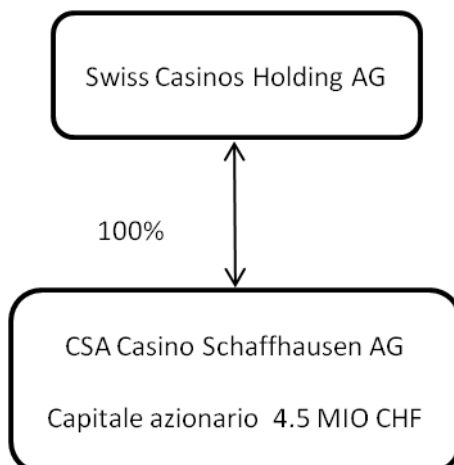 Swiss Casinos Holding AG
100%
CSA Casino Schaffhausen AG
Capitale azionario 4.5 MIO CHF